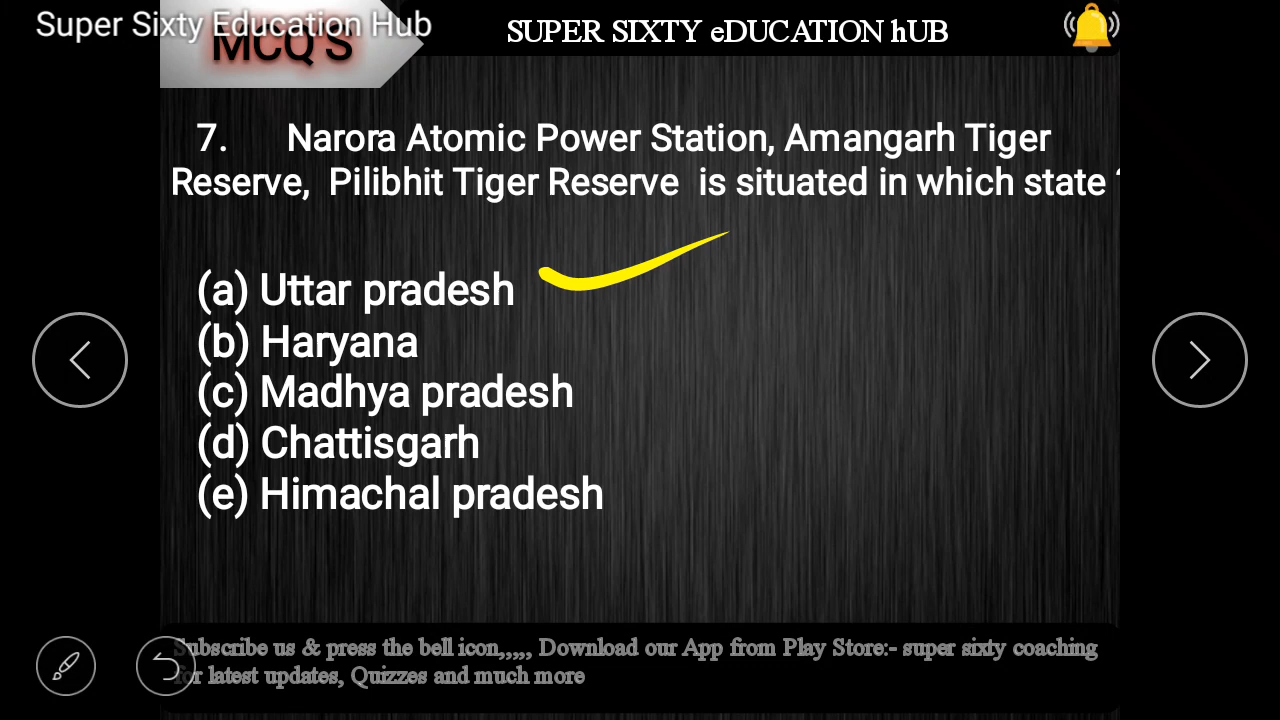 Super Sixty Education Hub
MCQ'S
SUPER SIXTY eDUCATION hUB
7. Narora Atomic Power Station, Amangarh Tiger
Reserve, Pilibhit Tiger Reserve is situated in which state
(a) Uttar pradesh
(b) Haryana
(c) Madhya pradesh
(d) Chattisgarh
(e) Himachal pradesh
Subscribe us & press the bell icon,,,,, Download our App from Play Store:- super sixty coaching
for latest updates, Quizzes and much more